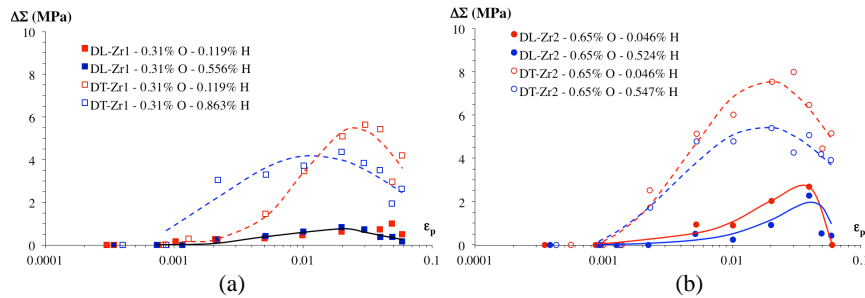 ΔΣ (MPa)
10
8
6
4
2
0
0.0001
0.001
0.01
0.1
εp
DL-Zr1 - 0.31% O - 0.119% H
DL-Zr1 - 0.31% O - 0.556% H
DT-Zr1 - 0.31% O - 0.119% H
DT-Zr1 - 0.31% O - 0.863% H
(a)
ΔΣ (MPa)
10
8
6
4
2
0
0.0001
0.001
0.01
0.1
εp
DL-Zr2 - 0.65% O - 0.046% H
DL-Zr2 - 0.65% O - 0.524% H
DT-Zr2 - 0.65% O - 0.046% H
DT-Zr2 - 0.65% O - 0.547% H
(b)